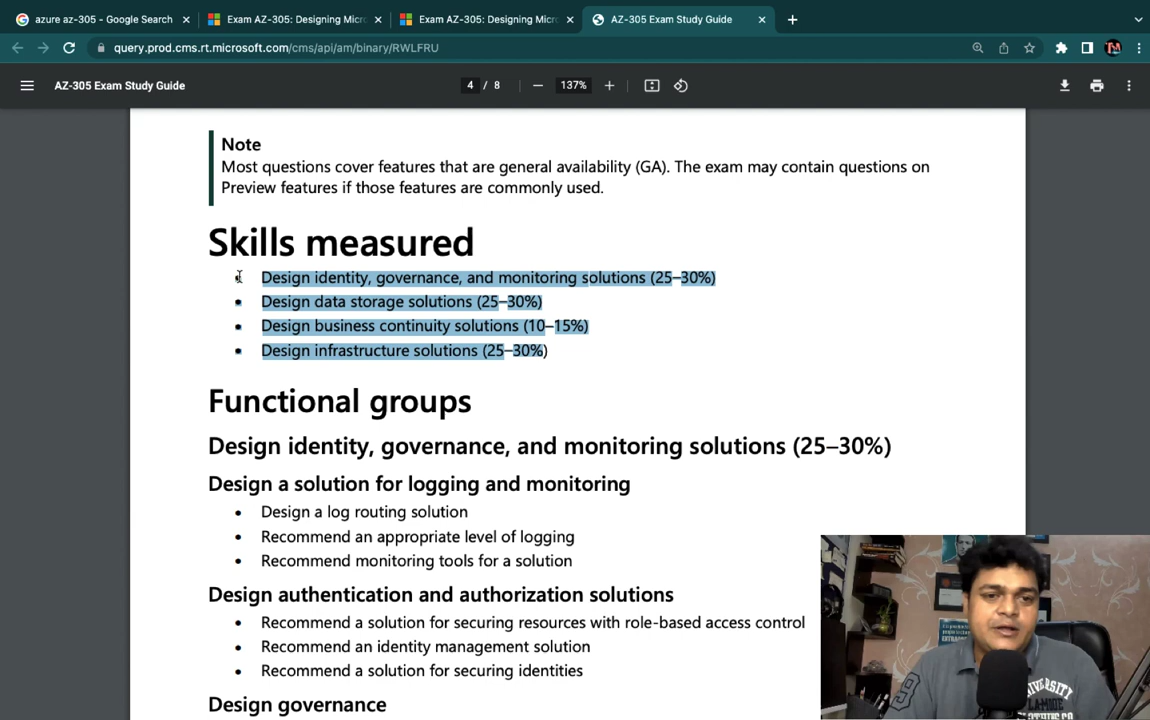 azure az-305 - Google Search
Exam AZ-305: Designing Micro
Exam AZ-305: Designing Micro
AZ-305 Exam Study Guide
query.prod.cms.rt.microsoft.com/cms/api/am/binary/RWLFRU
AZ-305 Exam Study Guide
4 / 8
137%
Note
Most questions cover features that are general availability (GA). The exam may contain questions on
Preview features if those features are commonly used.
Skills measured
• Design identity, governance, and monitoring solutions (25–30%)
• Design data storage solutions (25–30%)
• Design business continuity solutions (10–15%)
• Design infrastructure solutions (25–30%)
Functional groups
Design identity, governance, and monitoring solutions (25–30%)
Design a solution for logging and monitoring
• Design a log routing solution
• Recommend an appropriate level of logging
• Recommend monitoring tools for a solution
Design authentication and authorization solutions
• Recommend a solution for securing resources with role-based access control
• Recommend an identity management solution
• Recommend a solution for securing identities
Design governance
UNIVERSITY